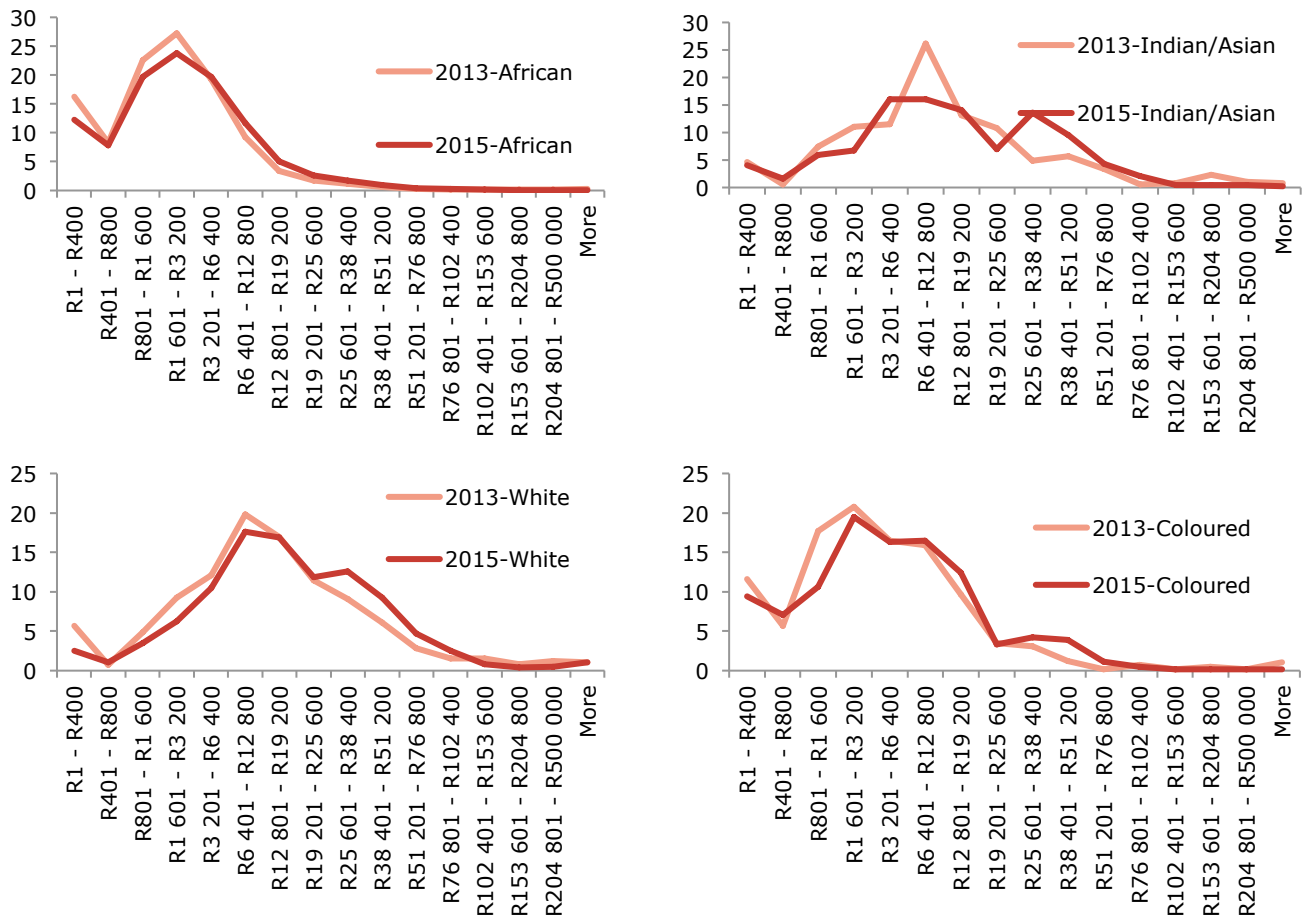 30
25
20
15
10
5
0
2013-African
2015-African
R1 - R400
R401 - R800
R801 - R1 600
R1 601 - R3 200
R3 201 - R6 400
R6 401 - R12 800
R12 801 - R19 200
R19 201 - R25 600
R25 601 - R38 400
R38 401 - R51 200
R51 201 - R76 800
R76 801 - R102 400
R102 401 - R153 600
R153 601 - R204 800
R204 801 - R500 000
More
30
25
20
15
10
5
0
2013-Indian/Asian
2015-Indian/Asian
R1 - R400
R401 - R800
R801 - R1 600
R1 601 - R3 200
R3 201 - R6 400
R6 401 - R12 800
R12 801 - R19 200
R19 201 - R25 600
R25 601 - R38 400
R38 401 - R51 200
R51 201 - R76 800
R76 801 - R102 400
R102 401 - R153 600
R153 601 - R204 800
R204 801 - R500 000
More
25
20
15
10
5
0
2013-White
2015-White
R1 - R400
R401 - R800
R801 - R1 600
R1 601 - R3 200
R3 201 - R6 400
R6 401 - R12 800
R12 801 - R19 200
R19 201 - R25 600
R25 601 - R38 400
R38 401 - R51 200
R51 201 - R76 800
R76 801 - R102 400
R102 401 - R153 600
R153 601 - R204 800
R204 801 - R500 000
More
25
20
15
10
5
0
2013-Coloured
2015-Coloured
R1 - R400
R401 - R800
R801 - R1 600
R1 601 - R3 200
R3 201 - R6 400
R6 401 - R12 800
R12 801 - R19 200
R19 201 - R25 600
R25 601 - R38 400
R38 401 - R51 200
R51 201 - R76 800
R76 801 - R102 400
R102 401 - R153 600
R153 601 - R204 800
R204 801 - R500 000
More